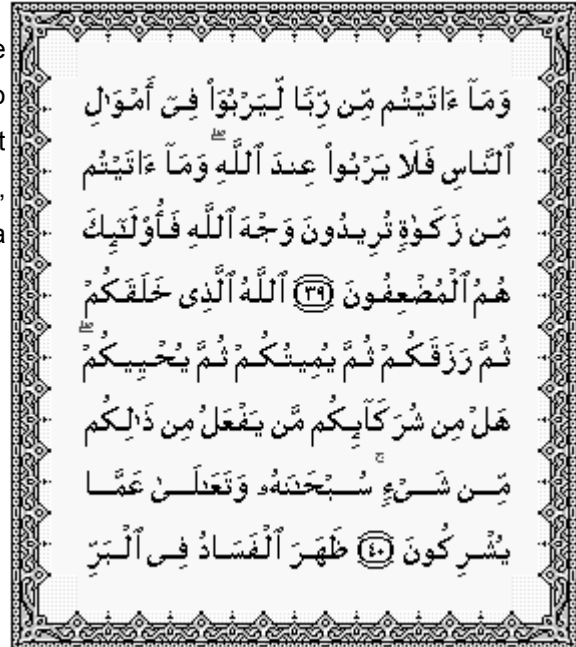 وَمَآ ءَاتَيْتُم مِّن رِّبًا لِّيَرْبُوَا۟ فِىٓ أَمْوَٰلِ
ٱلنَّاسِ فَلَا يَرْبُوا۟ عِندَ ٱللَّهِ ۖ وَمَآ ءَاتَيْتُم
مِّن زَكَوٰةٍ تُرِيدُونَ وَجْهَ ٱللَّهِ فَأُو۟لَٰٓئِكَ
هُمُ ٱلْمُضْعِفُونَ ﴿٣٩﴾ ٱللَّهُ ٱلَّذِى خَلَقَكُمْ
ثُمَّ رَزَقَكُمْ ثُمَّ يُمِيتُكُمْ ثُمَّ يُحْيِيكُمْ ۖ
هَلْ مِن شُرَكَآئِكُم مَّن يَفْعَلُ مِن ذَٰلِكُم
مِّن شَىْءٍ ۚ سُبْحَٰنَهُۥ وَتَعَٰلَىٰ عَمَّا
يُشْرِكُونَ ﴿٤٠﴾ ظَهَرَ ٱلْفَسَادُ فِى ٱلْبَرِّ